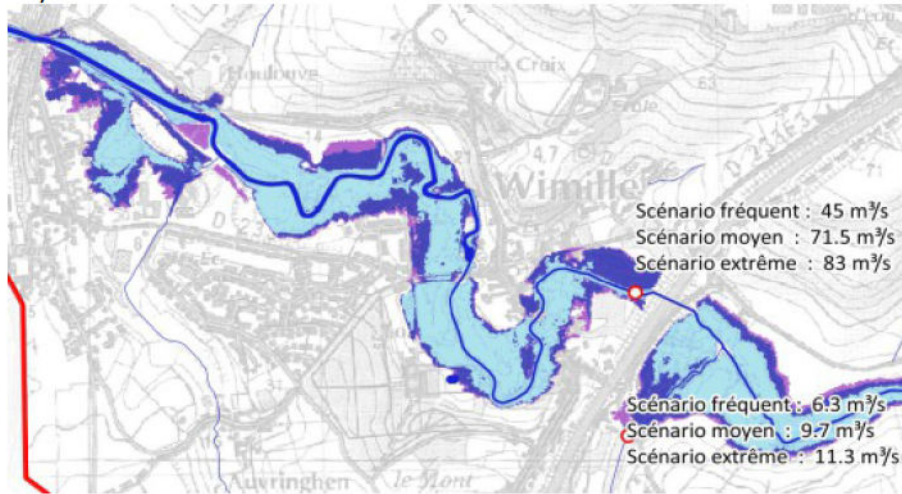 Houlouve
Croix
Wimille
Scénario fréquent : 45 m³/s
Scénario moyen : 71.5 m³/s
Scénario extrême : 83 m³/s
Scénario fréquent : 6.3 m³/s
Scénario moyen : 9.7 m³/s
Scénario extrême : 11.3 m³/s
Auvringhen
le Mont